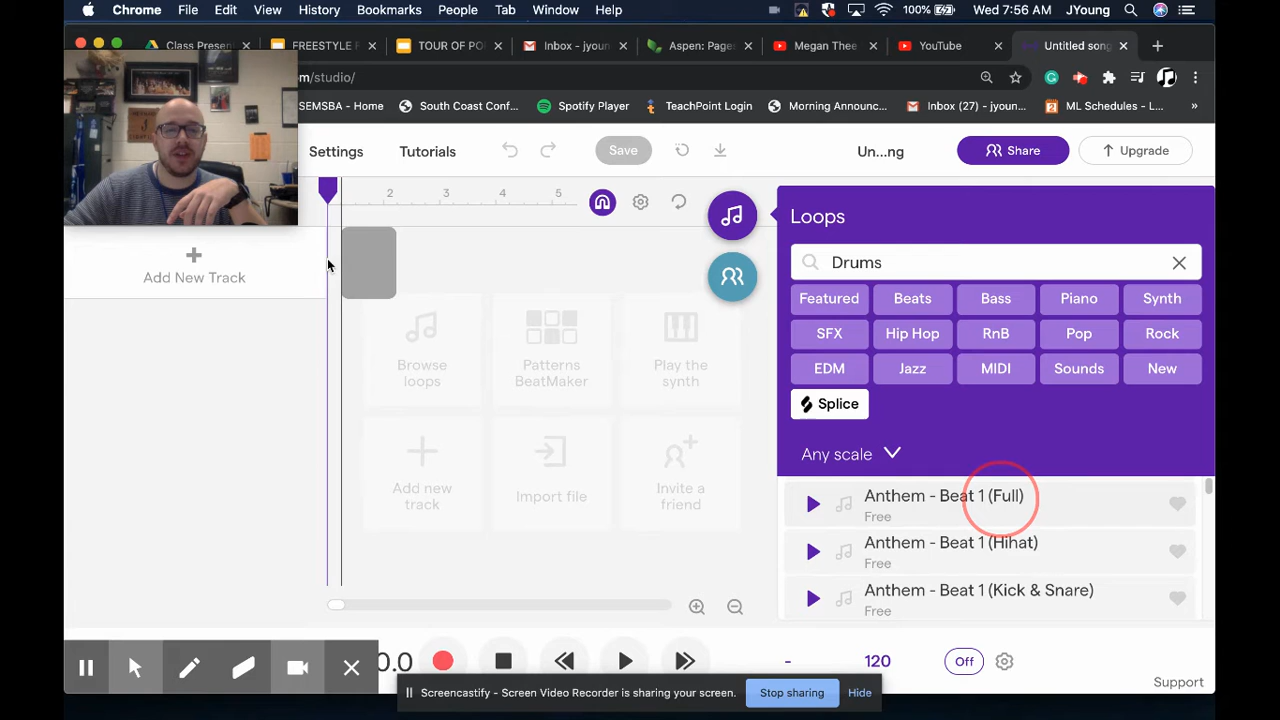 Chrome File Edit View History Bookmarks People Tab Window Help 100% Wed 7:56 AM JYoung
Class Presen FREESTYLE F TOUR OF PO Inbox - jyoun Aspen: Page Megan Thee YouTube Untitled song
om/studio/
SEMSBA - Home South Coast Conf... Spotify Player TeachPoint Login Morning Announc... Inbox (27) - jyoun... ML Schedules - L... »
Settings Tutorials Save Un...ng Share Upgrade
2 3 4 5
Loops
Drums
Add New Track
Featured Beats Bass Piano Synth
SFX Hip Hop RnB Pop Rock
EDM Jazz MIDI Sounds New
Splice
Browse loops
Patterns BeatMaker
Play the synth
Add new track
Import file
Invite a friend
Any scale
Anthem - Beat 1 (Full)
Free
Anthem - Beat 1 (Hihat)
Free
Anthem - Beat 1 (Kick & Snare)
Free
0.0 - 120 Off
Support
Screencastify - Screen Video Recorder is sharing your screen. Stop sharing Hide